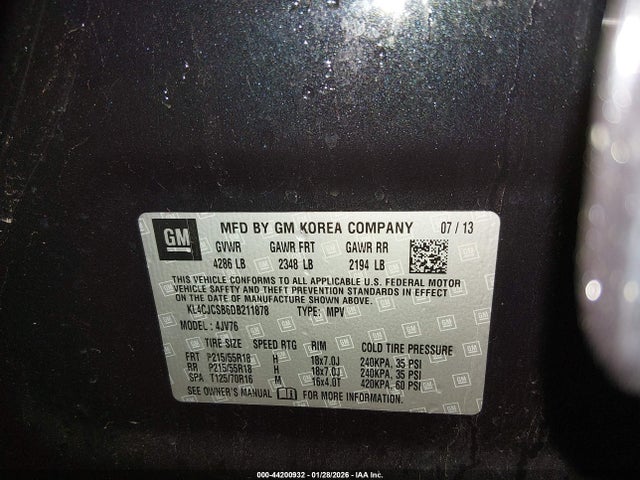 GM
MFD BY GM KOREA COMPANY 07 / 13
GVWR GAWR FRT GAWR RR
4286 LB 2348 LB 2194 LB
THIS VEHICLE CONFORMS TO ALL APPLICABLE U.S. FEDERAL MOTOR
VEHICLE SAFETY AND THEFT PREVENTION STANDARDS IN EFFECT
ON THE DATE OF MANUFACTURE SHOWN ABOVE.
KL4CJCSB6DB211878 TYPE: MPV
MODEL: 4JV76
TIRE SIZE SPEED RTG RIM COLD TIRE PRESSURE
FRT P215/55R18 H 18x7.0J 240KPA, 35 PSI
RR P215/55R18 H 18x7.0J 240KPA, 35 PSI
SPA T125/70R16 M 16x4.0T 420KPA, 60 PSI
SEE OWNER'S MANUAL FOR MORE INFORMATION.
000-44200932 - 01/28/2026 - IAA Inc.